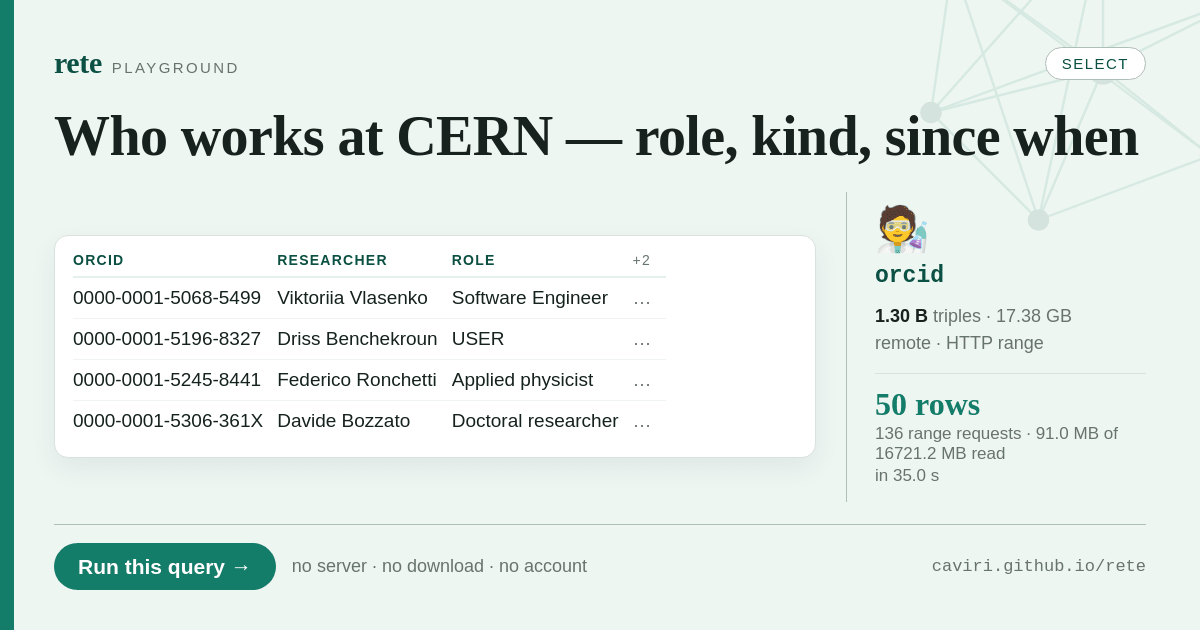 rete PLAYGROUND
SELECT
Who works at CERN — role, kind, since when
ORCID RESEARCHER ROLE +2
0000-0001-5068-5499 Viktoriia Vlasenko Software Engineer …
0000-0001-5196-8327 Driss Benchekroun USER …
0000-0001-5245-8441 Federico Ronchetti Applied physicist …
0000-0001-5306-361X Davide Bozzato Doctoral researcher …
orcid
1.30 B triples · 17.38 GB
remote · HTTP range
50 rows
136 range requests · 91.0 MB of
16721.2 MB read
in 35.0 s
Run this query →
no server · no download · no account
caviri.github.io/rete